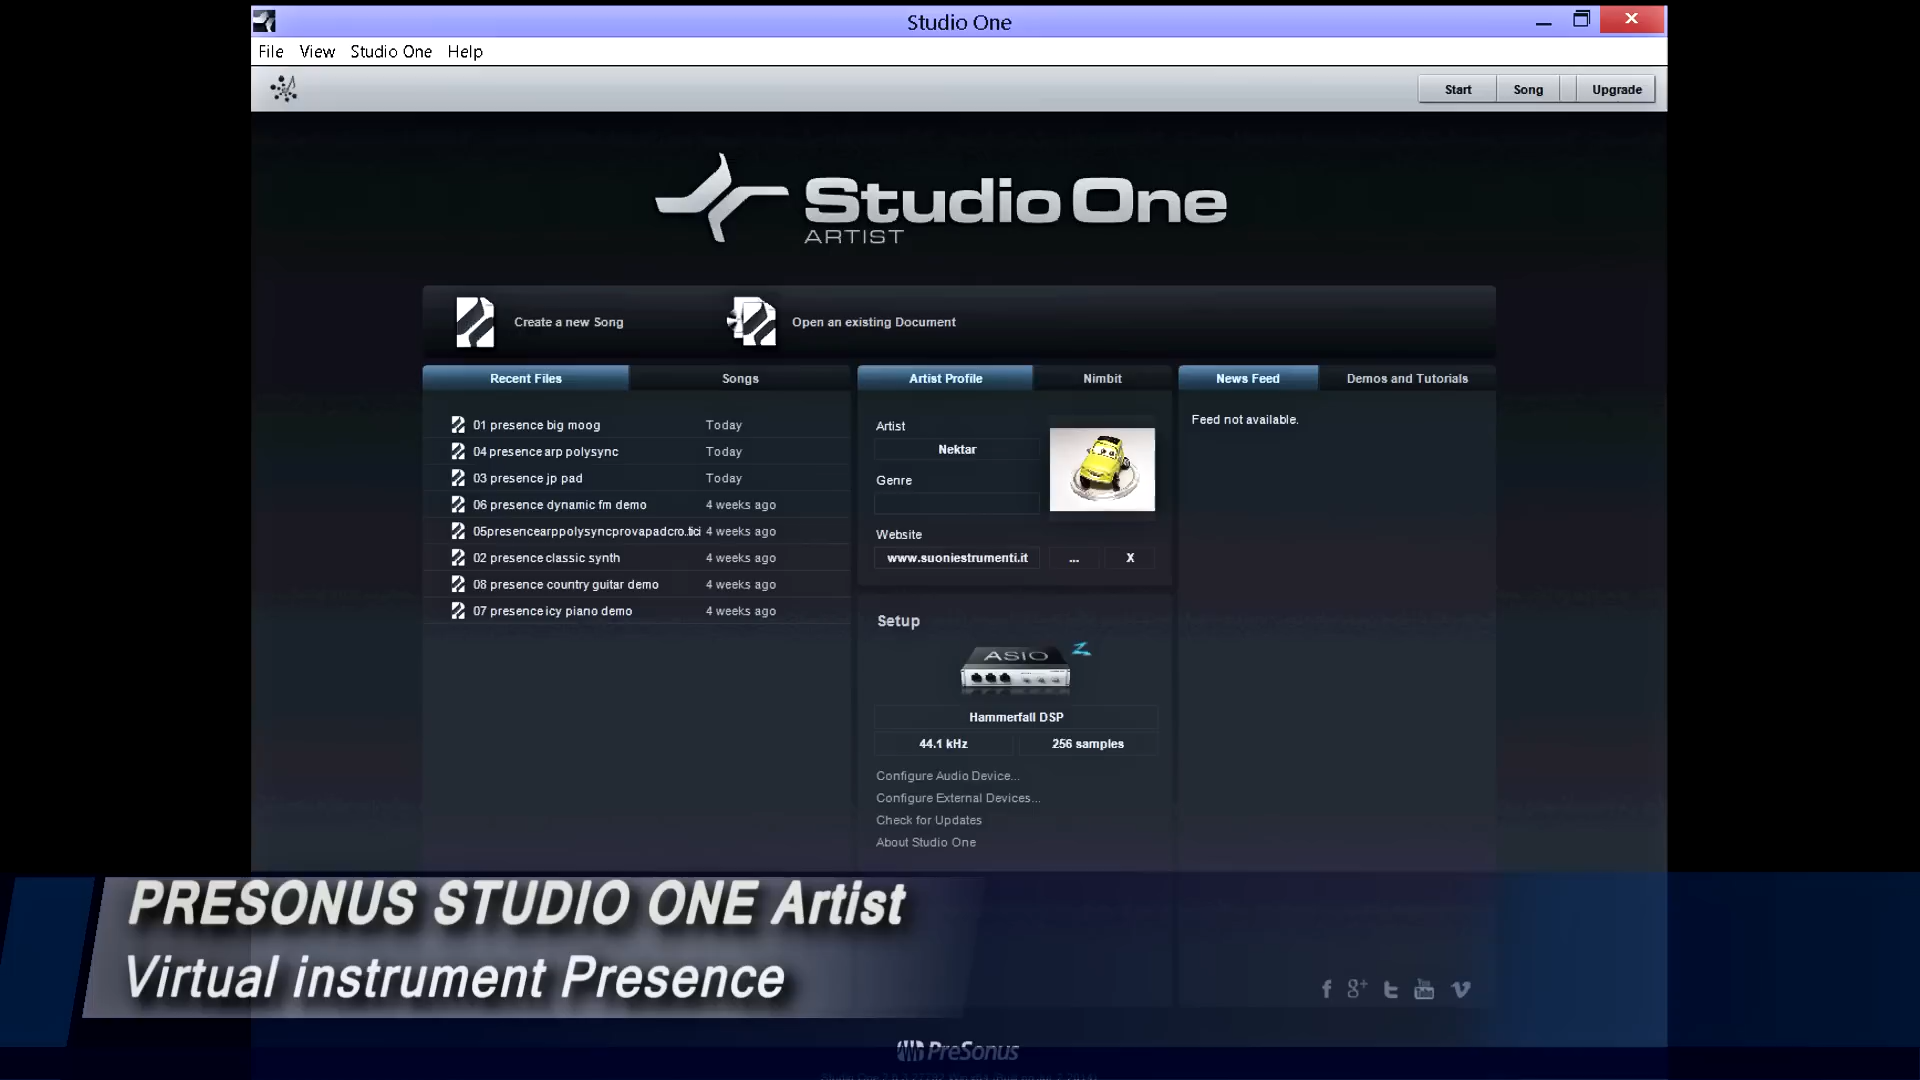 Studio One
File View Studio One Help
Start Song Upgrade
Studio One
ARTIST
Create a new Song
Open an existing Document
Recent Files Songs
01 presence big moog Today
04 presence arp polysync Today
03 presence jp pad Today
06 presence dynamic fm demo 4 weeks ago
05presencearppolysyncprovapadcro..tici 4 weeks ago
02 presence classic synth 4 weeks ago
08 presence country guitar demo 4 weeks ago
07 presence icy piano demo 4 weeks ago
Artist Profile Nimbit
Artist
Nektar
Genre
Website
www.suoniestrumenti.it ... X
Setup
ASIO
Hammerfall DSP
44.1 kHz 256 samples
Configure Audio Device...
Configure External Devices...
Check for Updates
About Studio One
News Feed Demos and Tutorials
Feed not available.
PRESONUS STUDIO ONE Artist
Virtual instrument Presence
PreSonus